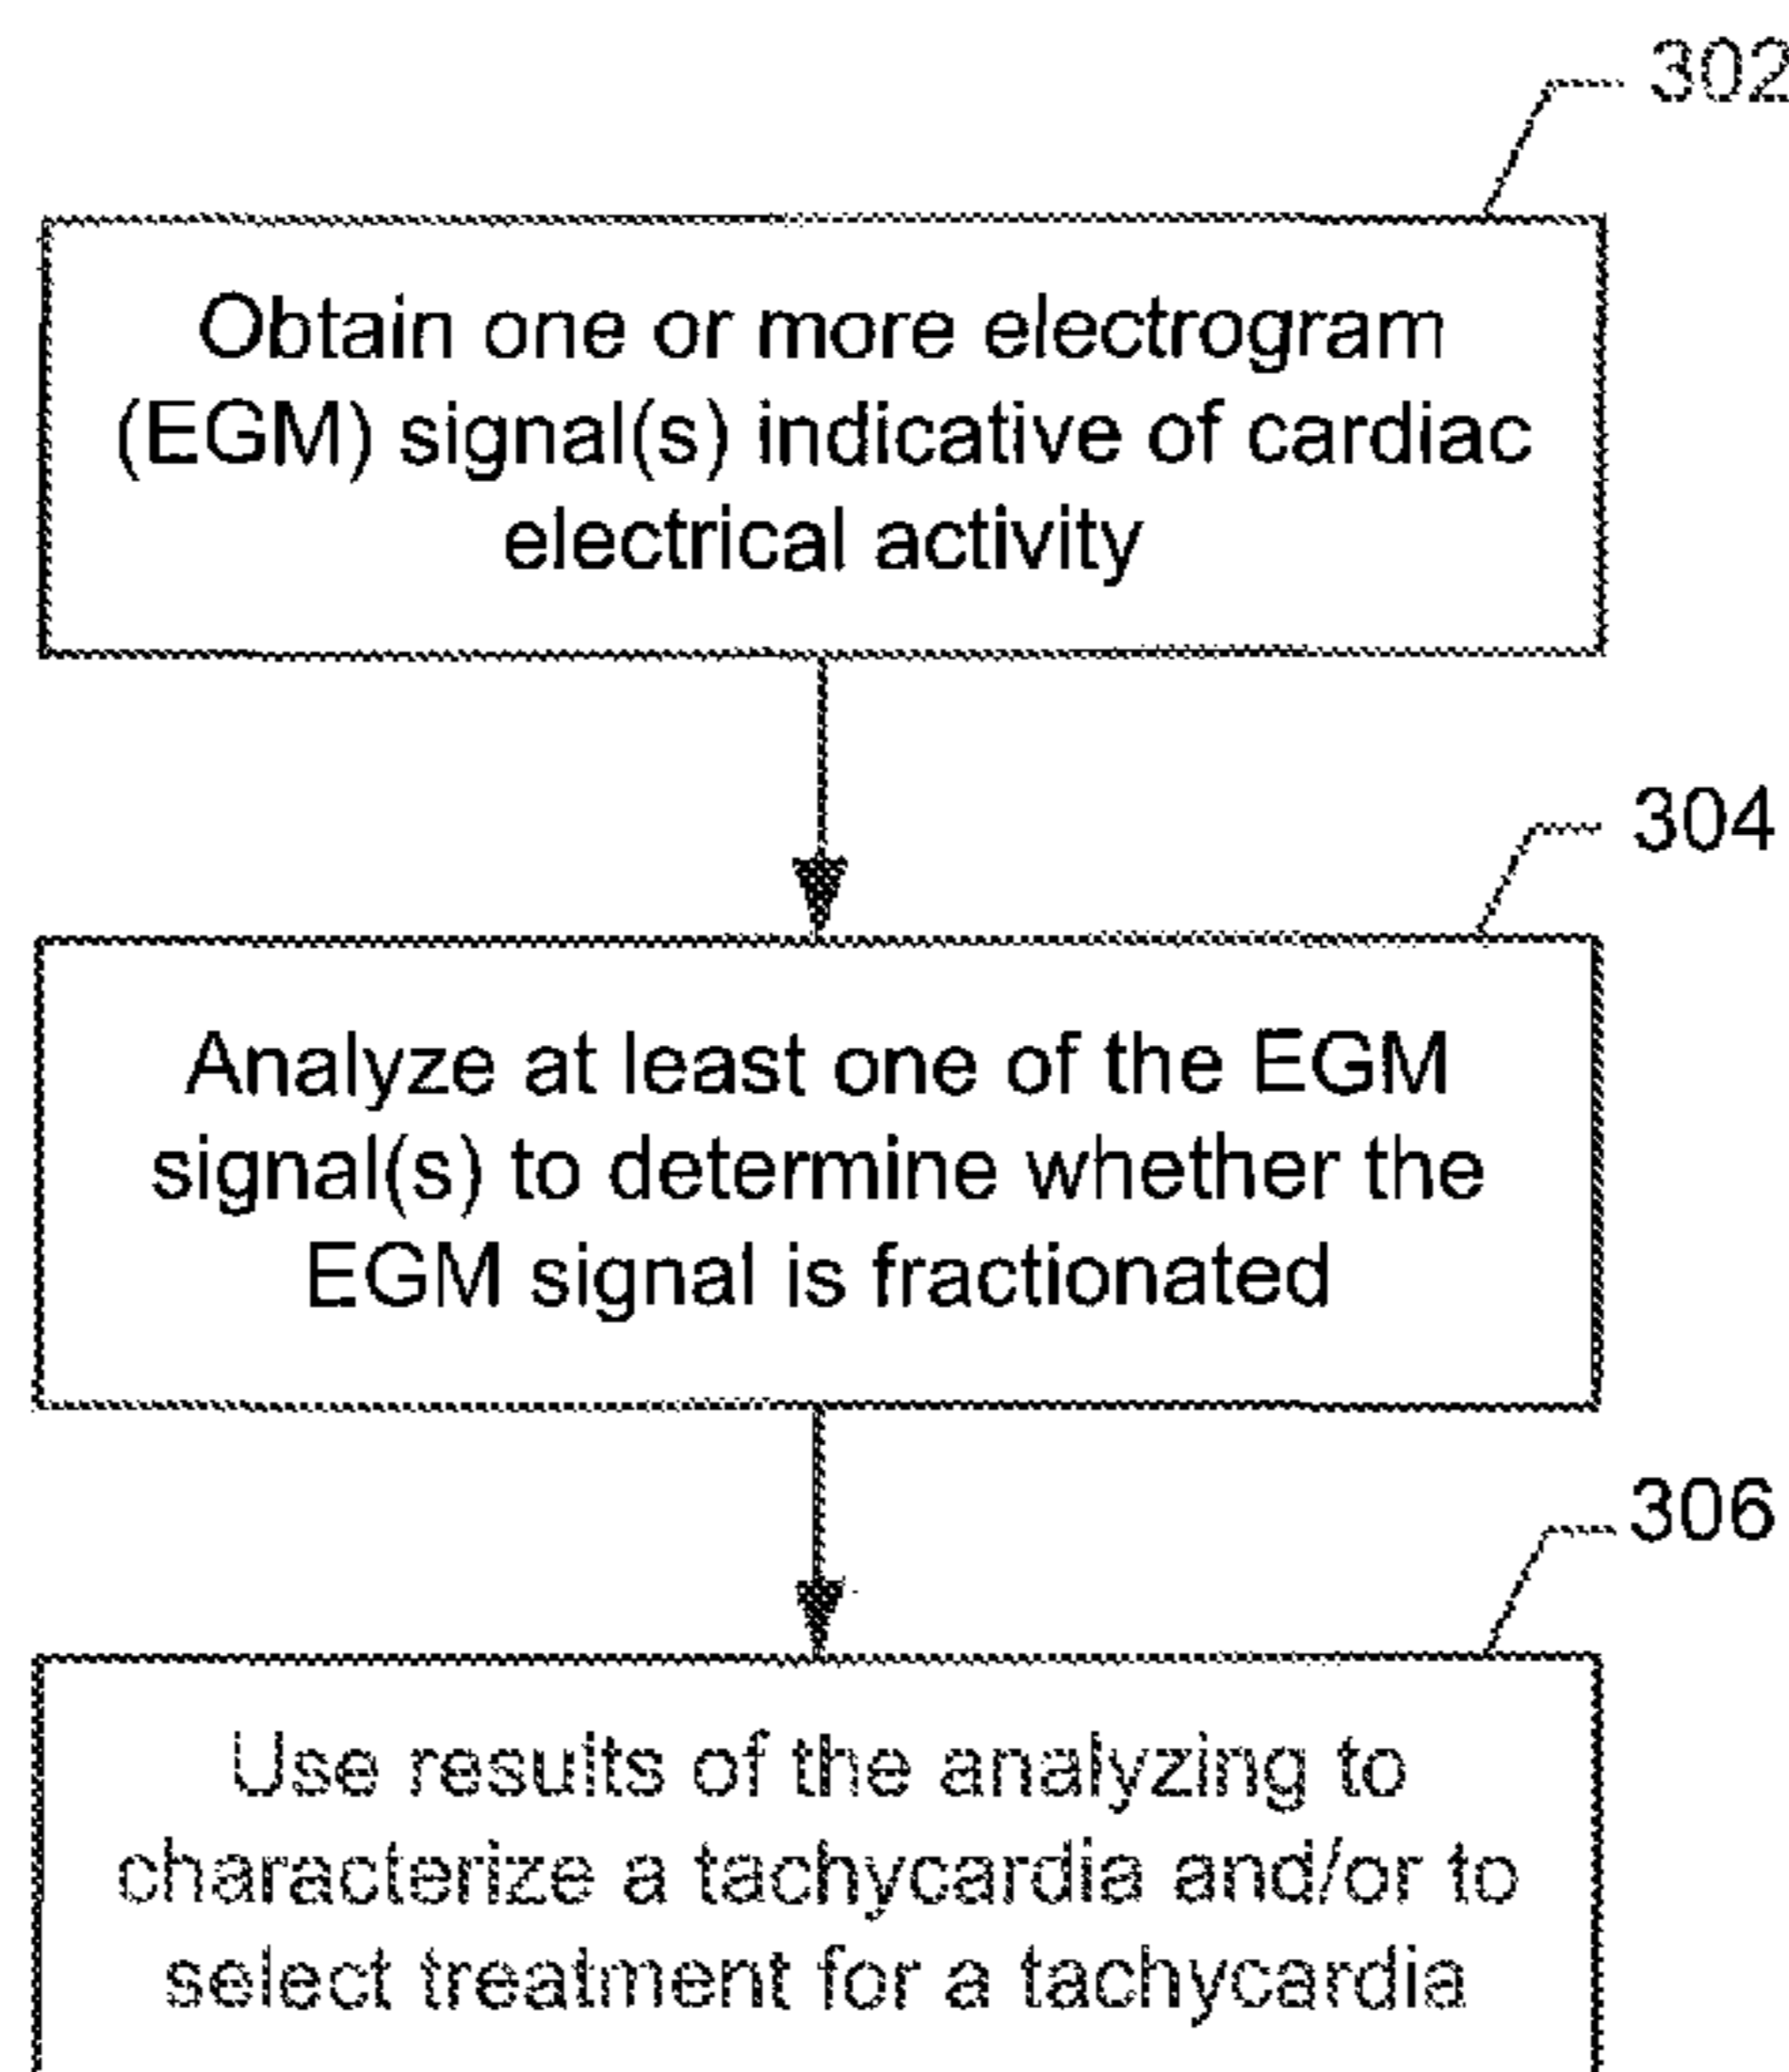 302
Obtain one or more electrogram
(EGM) signal(s) indicative of cardiac
electrical activity
304
Analyze at least one of the EGM
signal(s) to determine whether the
EGM signal is fractionated
306
Use results of the analyzing to
characterize a tachycardia and/or to
select treatment for a tachycardia